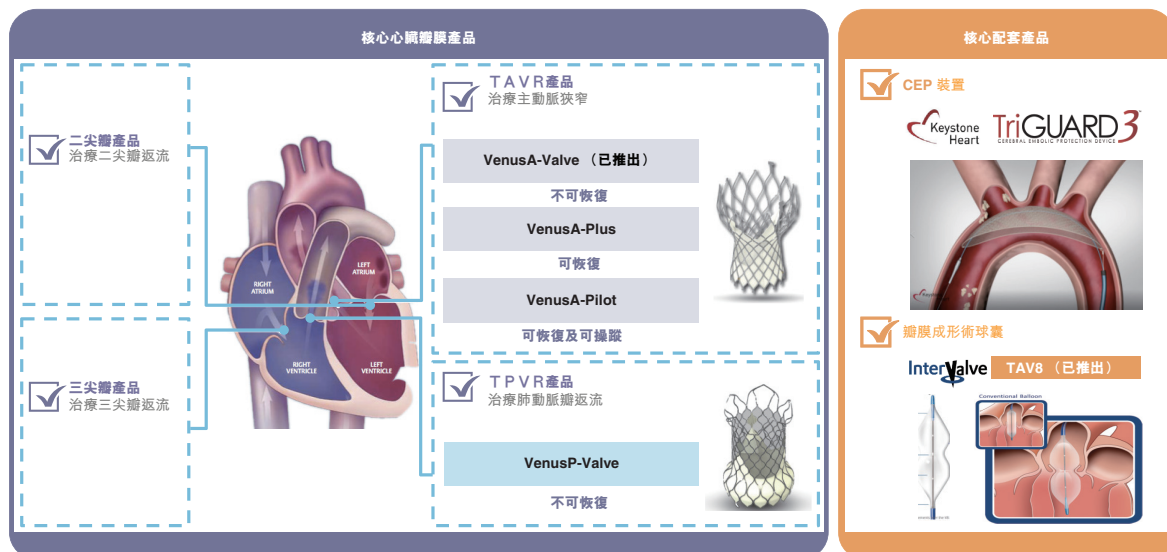 核心心臟瓣膜產品
二尖瓣產品
治療二尖瓣返流
三尖瓣產品
治療三尖瓣返流
RIGHT
ATRIUM
LEFT
ATRIUM
RIGHT
VENTRICLE
LEFT
VENTRICLE
TAVR產品
治療主動脈狹窄
VenusA-Valve （已推出）
不可恢復
VenusA-Plus
可恢復
VenusA-Pilot
可恢復及可操蹤
TPVR產品
治療肺動脈瓣返流
VenusP-Valve
不可恢復
核心配套產品
CEP 裝置
Keystone
Heart
TriGUARD3™
CEREBRAL EMBOLIC PROTECTION DEVICE
Keystone
Heart
瓣膜成形術球囊
InterValve
TAV8 （已推出）
Conventional Balloon